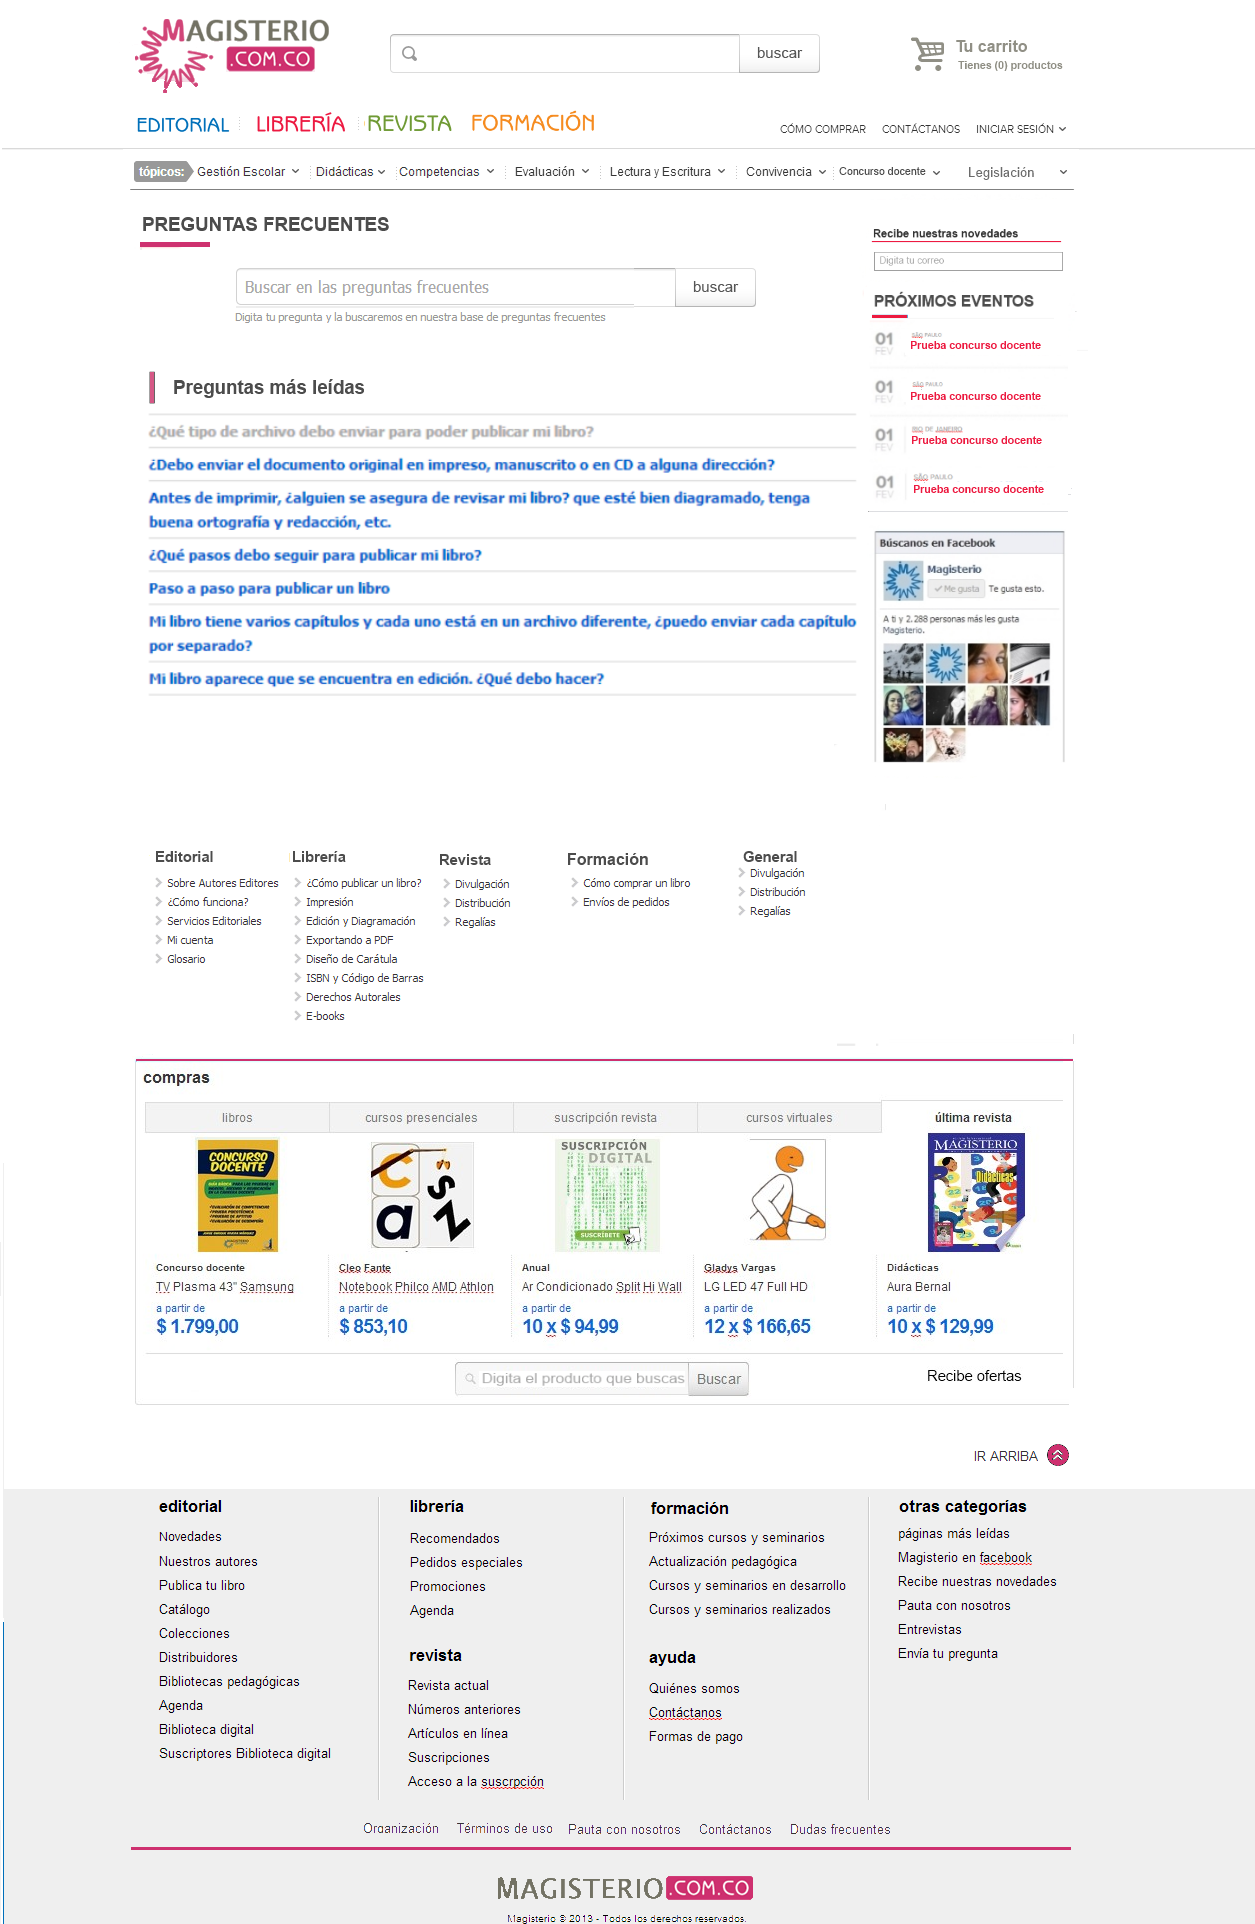 MAGISTERIO
.COM.CO
buscar
Tu carrito
Tienes (0) productos
EDITORIAL
LIBRERÍA
REVISTA
FORMACIÓN
CÓMO COMPRAR
CONTÁCTANOS
INICIAR SESIÓN
tópicos:
Gestión Escolar
Didácticas
Competencias
Evaluación
Lectura y Escritura
Convivencia
Concurso docente
Legislación
PREGUNTAS FRECUENTES
Buscar en las preguntas frecuentes
buscar
Digita tu pregunta y la buscaremos en nuestra base de preguntas frecuentes
Preguntas más leídas
¿Qué tipo de archivo debo enviar para poder publicar mi libro?
¿Debo enviar el documento original en impreso, manuscrito o en CD a alguna dirección?
Antes de imprimir, ¿alguien se asegura de revisar mi libro? que esté bien diagramado, tenga
buena ortografía y redacción, etc.
¿Qué pasos debo seguir para publicar mi libro?
Paso a paso para publicar un libro
Mi libro tiene varios capítulos y cada uno está en un archivo diferente, ¿puedo enviar cada capítulo
por separado?
Mi libro aparece que se encuentra en edición. ¿Qué debo hacer?
Recibe nuestras novedades
Digita tu correo
PRÓXIMOS EVENTOS
01
FEV
SÃO PAULO
Prueba concurso docente
01
FEV
SÃO PAULO
Prueba concurso docente
01
FEV
RIO DE JANEIRO
Prueba concurso docente
01
FEV
SÃO PAULO
Prueba concurso docente
Búscanos en Facebook
Magisterio
Me gusta
Te gusta esto.
A ti y 2.288 personas más les gusta
Magisterio.
Editorial
Sobre Autores Editores
¿Cómo funciona?
Servicios Editoriales
Mi cuenta
Glosario
Librería
¿Cómo publicar un libro?
Impresión
Edición y Diagramación
Exportando a PDF
Diseño de Carátula
ISBN y Código de Barras
Derechos Autorales
E-books
Revista
Divulgación
Distribución
Regalías
Formación
Cómo comprar un libro
Envíos de pedidos
General
Divulgación
Distribución
Regalías
compras
libros
cursos presenciales
suscripción revista
cursos virtuales
última revista
CONCURSO
DOCENTE
SUSCRIPCIÓN
DIGITAL
SUSCRÍBETE
MAGISTERIO
Didácticas
Concurso docente
TV Plasma 43" Samsung
a partir de
$ 1.799,00
Cleo Fante
Notebook Philco AMD Athlon
a partir de
$ 853,10
Anual
Ar Condicionado Split Hi Wall
a partir de
10 x $ 94,99
Gladys Vargas
LG LED 47 Full HD
a partir de
12 x $ 166,65
Didácticas
Aura Bernal
a partir de
10 x $ 129,99
Digita el producto que buscas
Buscar
Recibe ofertas
IR ARRIBA
editorial
Novedades
Nuestros autores
Publica tu libro
Catálogo
Colecciones
Distribuidores
Bibliotecas pedagógicas
Agenda
Biblioteca digital
Suscriptores Biblioteca digital
librería
Recomendados
Pedidos especiales
Promociones
Agenda
revista
Revista actual
Números anteriores
Artículos en línea
Suscripciones
Acceso a la suscrpción
formación
Próximos cursos y seminarios
Actualización pedagógica
Cursos y seminarios en desarrollo
Cursos y seminarios realizados
ayuda
Quiénes somos
Contáctanos
Formas de pago
otras categorías
páginas más leídas
Magisterio en facebook
Recibe nuestras novedades
Pauta con nosotros
Entrevistas
Envía tu pregunta
Organización
Términos de uso
Pauta con nosotros
Contáctanos
Dudas frecuentes
MAGISTERIO
.COM.CO
Magisterio © 2013 - Todos los derechos reservados.